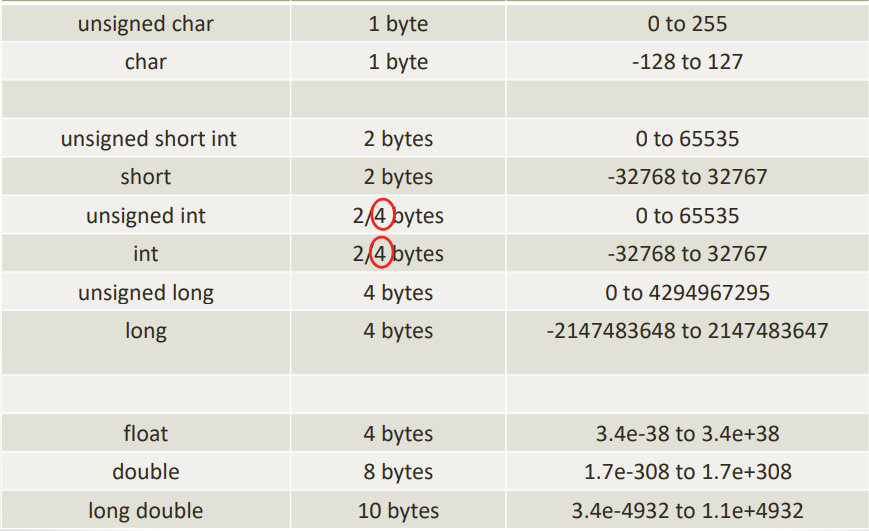 unsigned char 1 byte 0 to 255
char 1 byte -128 to 127
unsigned short int 2 bytes 0 to 65535
short 2 bytes -32768 to 32767
unsigned int 2/4 bytes 0 to 65535
int 2/4 bytes -32768 to 32767
unsigned long 4 bytes 0 to 4294967295
long 4 bytes -2147483648 to 2147483647
float 4 bytes 3.4e-38 to 3.4e+38
double 8 bytes 1.7e-308 to 1.7e+308
long double 10 bytes 3.4e-4932 to 1.1e+4932